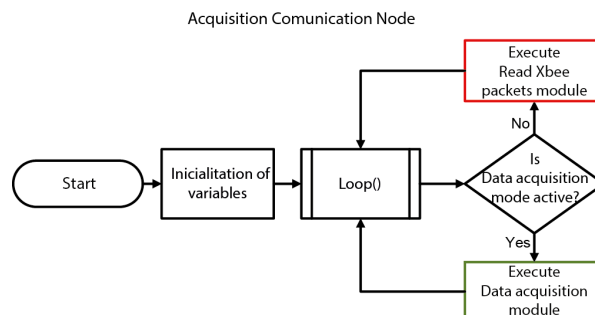 Acquisition Comunication Node
Execute
Read Xbee
packets module
No
Start
Inicialitation of
variables
Loop()
Is
Data acquisition
mode active?
Yes
Execute
Data acquisition
module